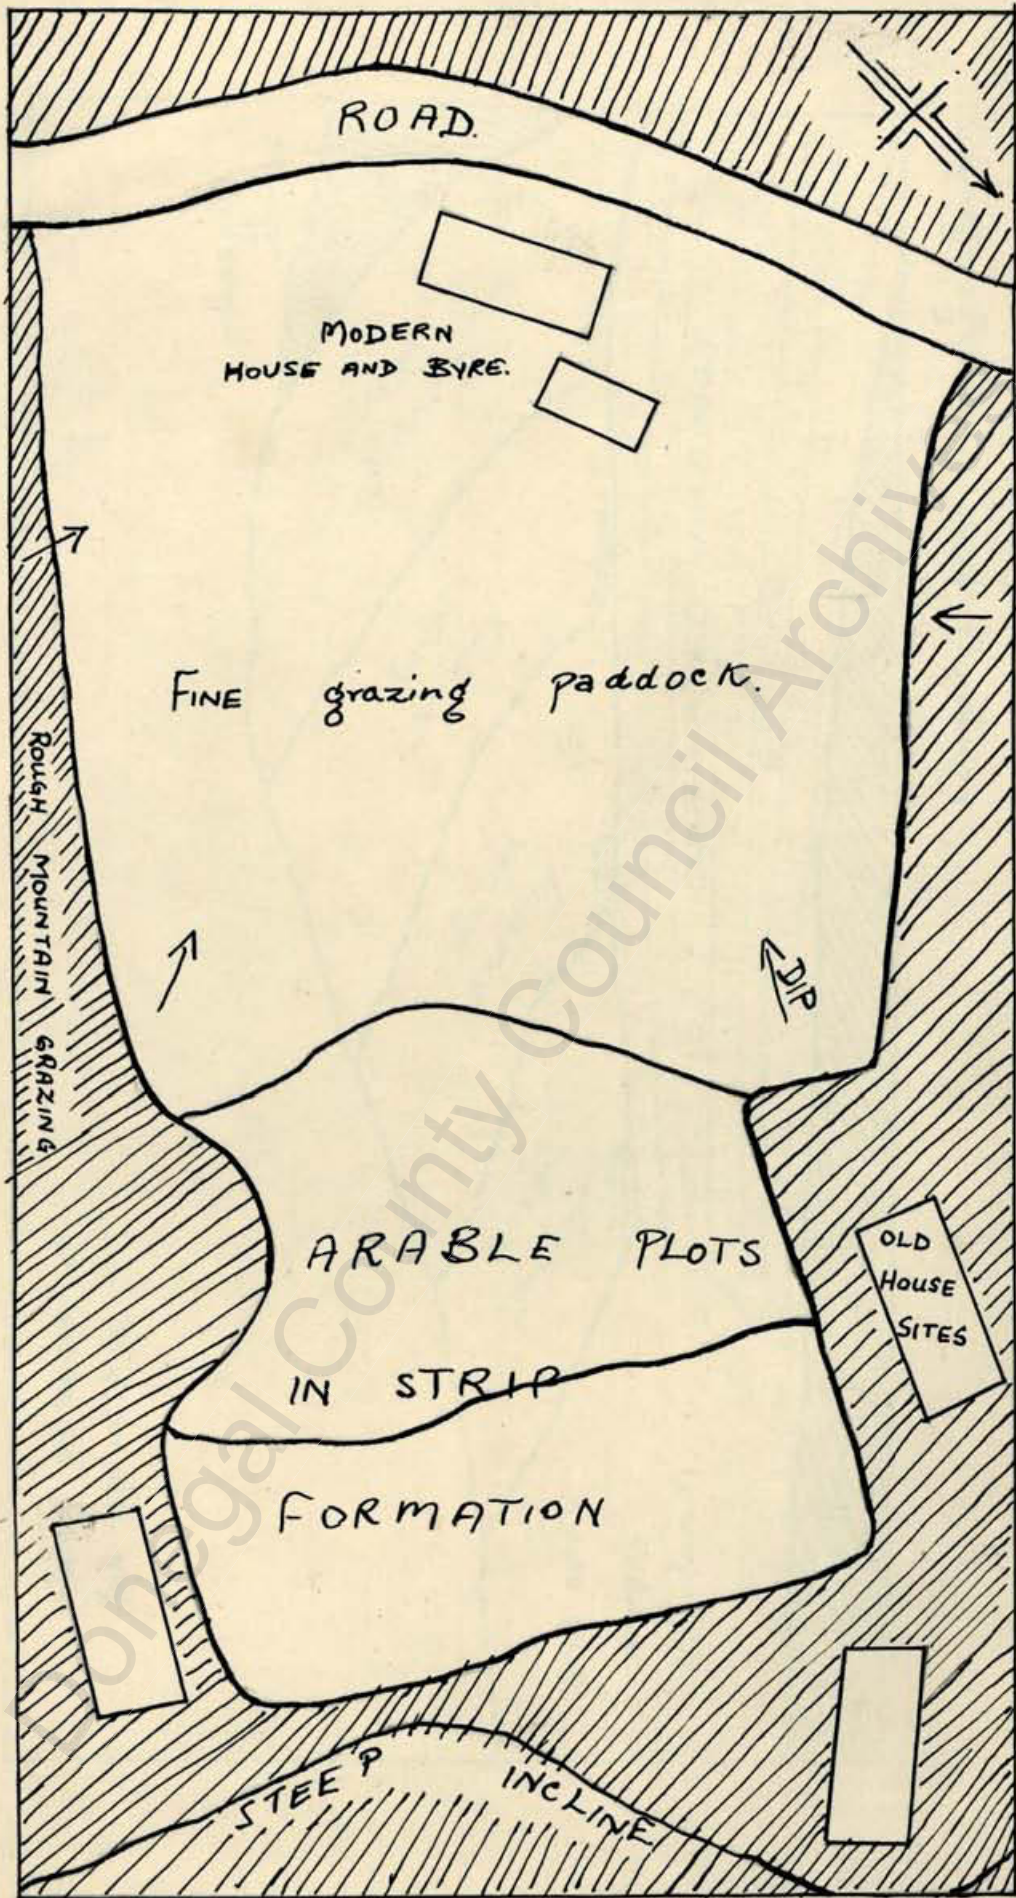 ROAD.
MODERN
HOUSE AND BYRE.
FINE grazing paddock.
ROUGH MOUNTAIN GRAZING
DIP
ARABLE PLOTS
OLD
HOUSE
SITES
IN STRIP
FORMATION
STEEP INCLINE
Donegal County Council Archiv